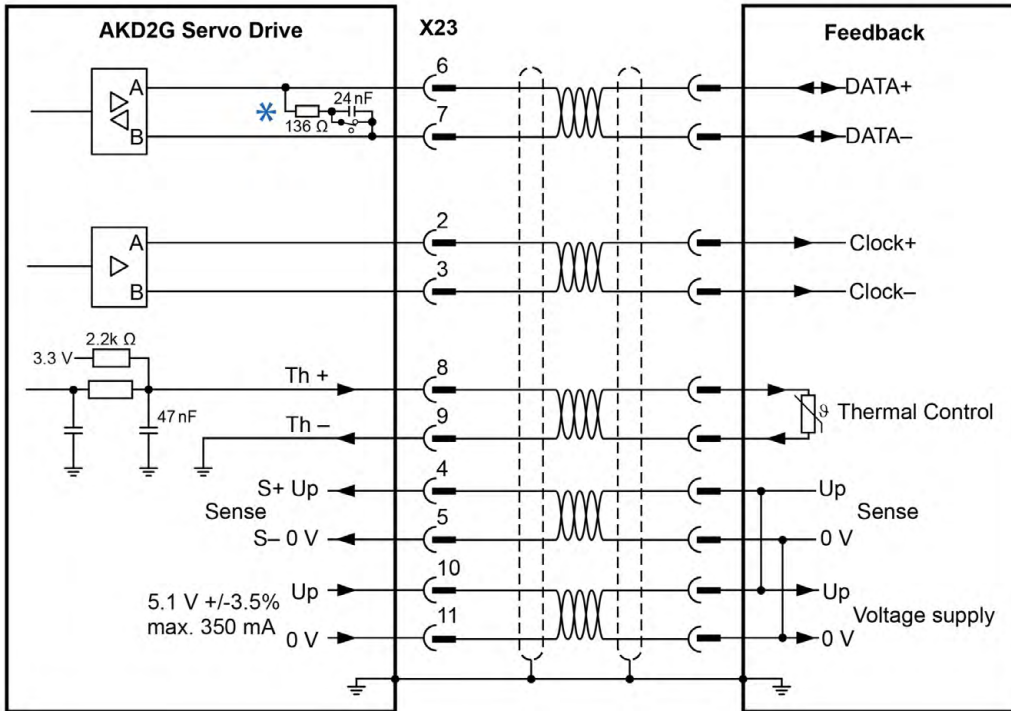 AKD2G Servo Drive
X23
Feedback
A
B
*
136 Ω
24 nF
6
7
DATA+
DATA–
A
B
2
3
Clock+
Clock–
3.3 V
2.2k Ω
47 nF
Th +
Th –
8
9
ϑ Thermal Control
S+ Up
Sense
S– 0 V
4
5
Up
Sense
0 V
5.1 V +/-3.5%
max. 350 mA
Up
0 V
10
11
Up
Voltage supply
0 V